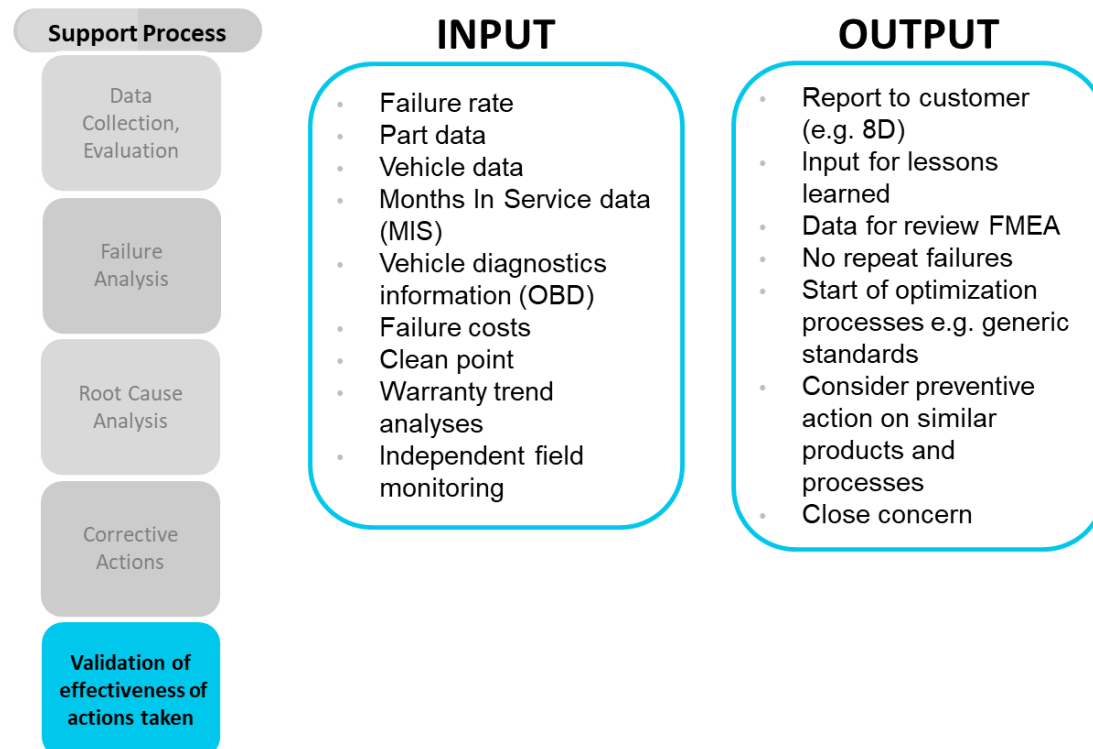 Support Process
Data
Collection,
Evaluation
Failure
Analysis
Root Cause
Analysis
Corrective
Actions
Validation of
effectiveness of
actions taken
INPUT
• Failure rate
• Part data
• Vehicle data
• Months In Service data
(MIS)
• Vehicle diagnostics
information (OBD)
• Failure costs
• Clean point
• Warranty trend
analyses
• Independent field
monitoring
OUTPUT
• Report to customer
(e.g. 8D)
• Input for lessons
learned
• Data for review FMEA
• No repeat failures
• Start of optimization
processes e.g. generic
standards
• Consider preventive
action on similar
products and
processes
• Close concern